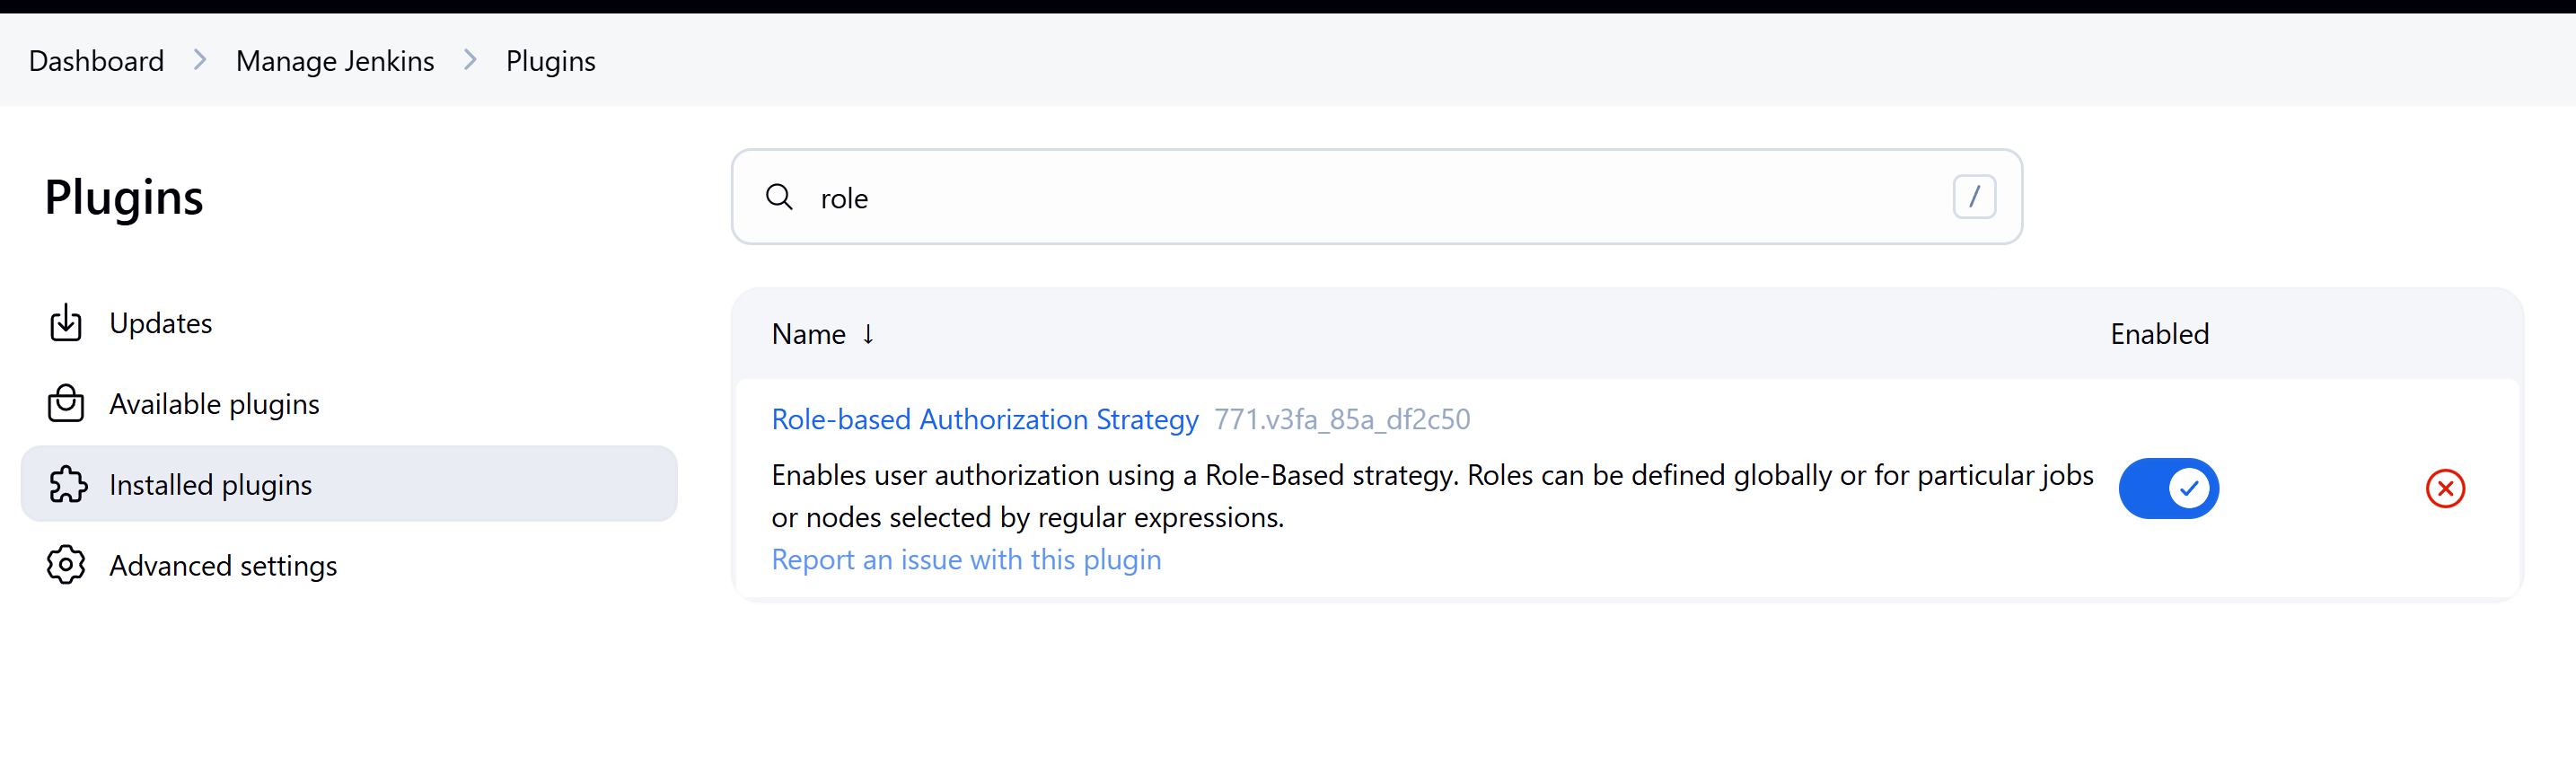 Dashboard > Manage Jenkins > Plugins
Plugins
Updates
Available plugins
Installed plugins
Advanced settings
role /
Name ↓ Enabled
Role-based Authorization Strategy 771.v3fa_85a_df2c50
Enables user authorization using a Role-Based strategy. Roles can be defined globally or for particular jobs
or nodes selected by regular expressions.
Report an issue with this plugin